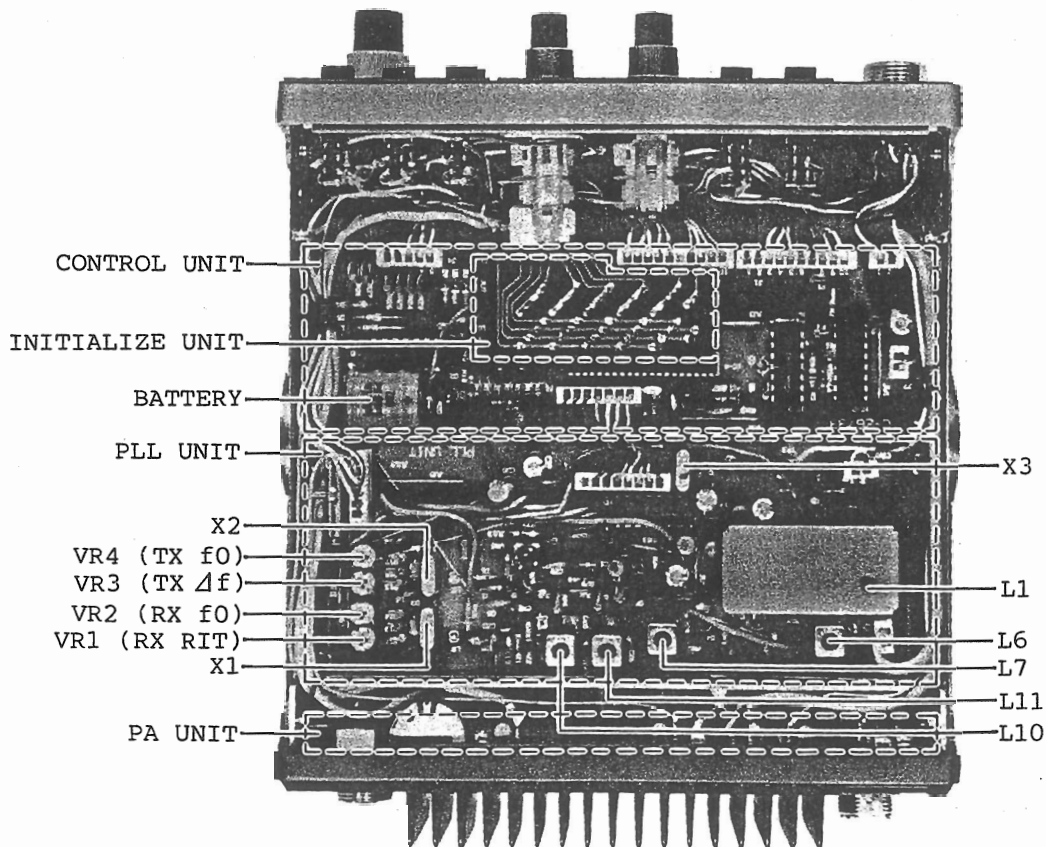 CONTROL UNIT
INITIALIZE UNIT
BATTERY
PLL UNIT
PLL UNIT
X3
X2
VR4 (TX f0)
VR3 (TX Δf)
L1
VR2 (RX f0)
VR1 (RX RIT)
L6
X1
L7
L11
PA UNIT
L10